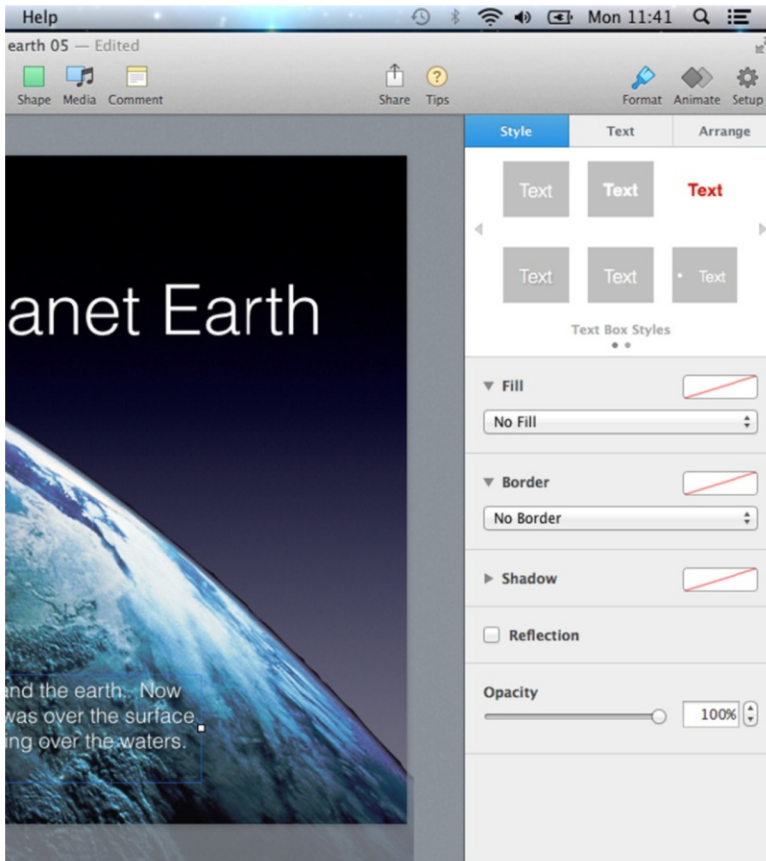 Help Mon 11:41
earth 05 — Edited
Shape Media Comment Share Tips Format Animate Setup
Style Text Arrange
Text Text Text
Text Text • Text
Text Box Styles
anet Earth
Fill
No Fill
Border
No Border
Shadow
Reflection
Opacity
100%
and the earth. Now
was over the surface
ing over the waters.